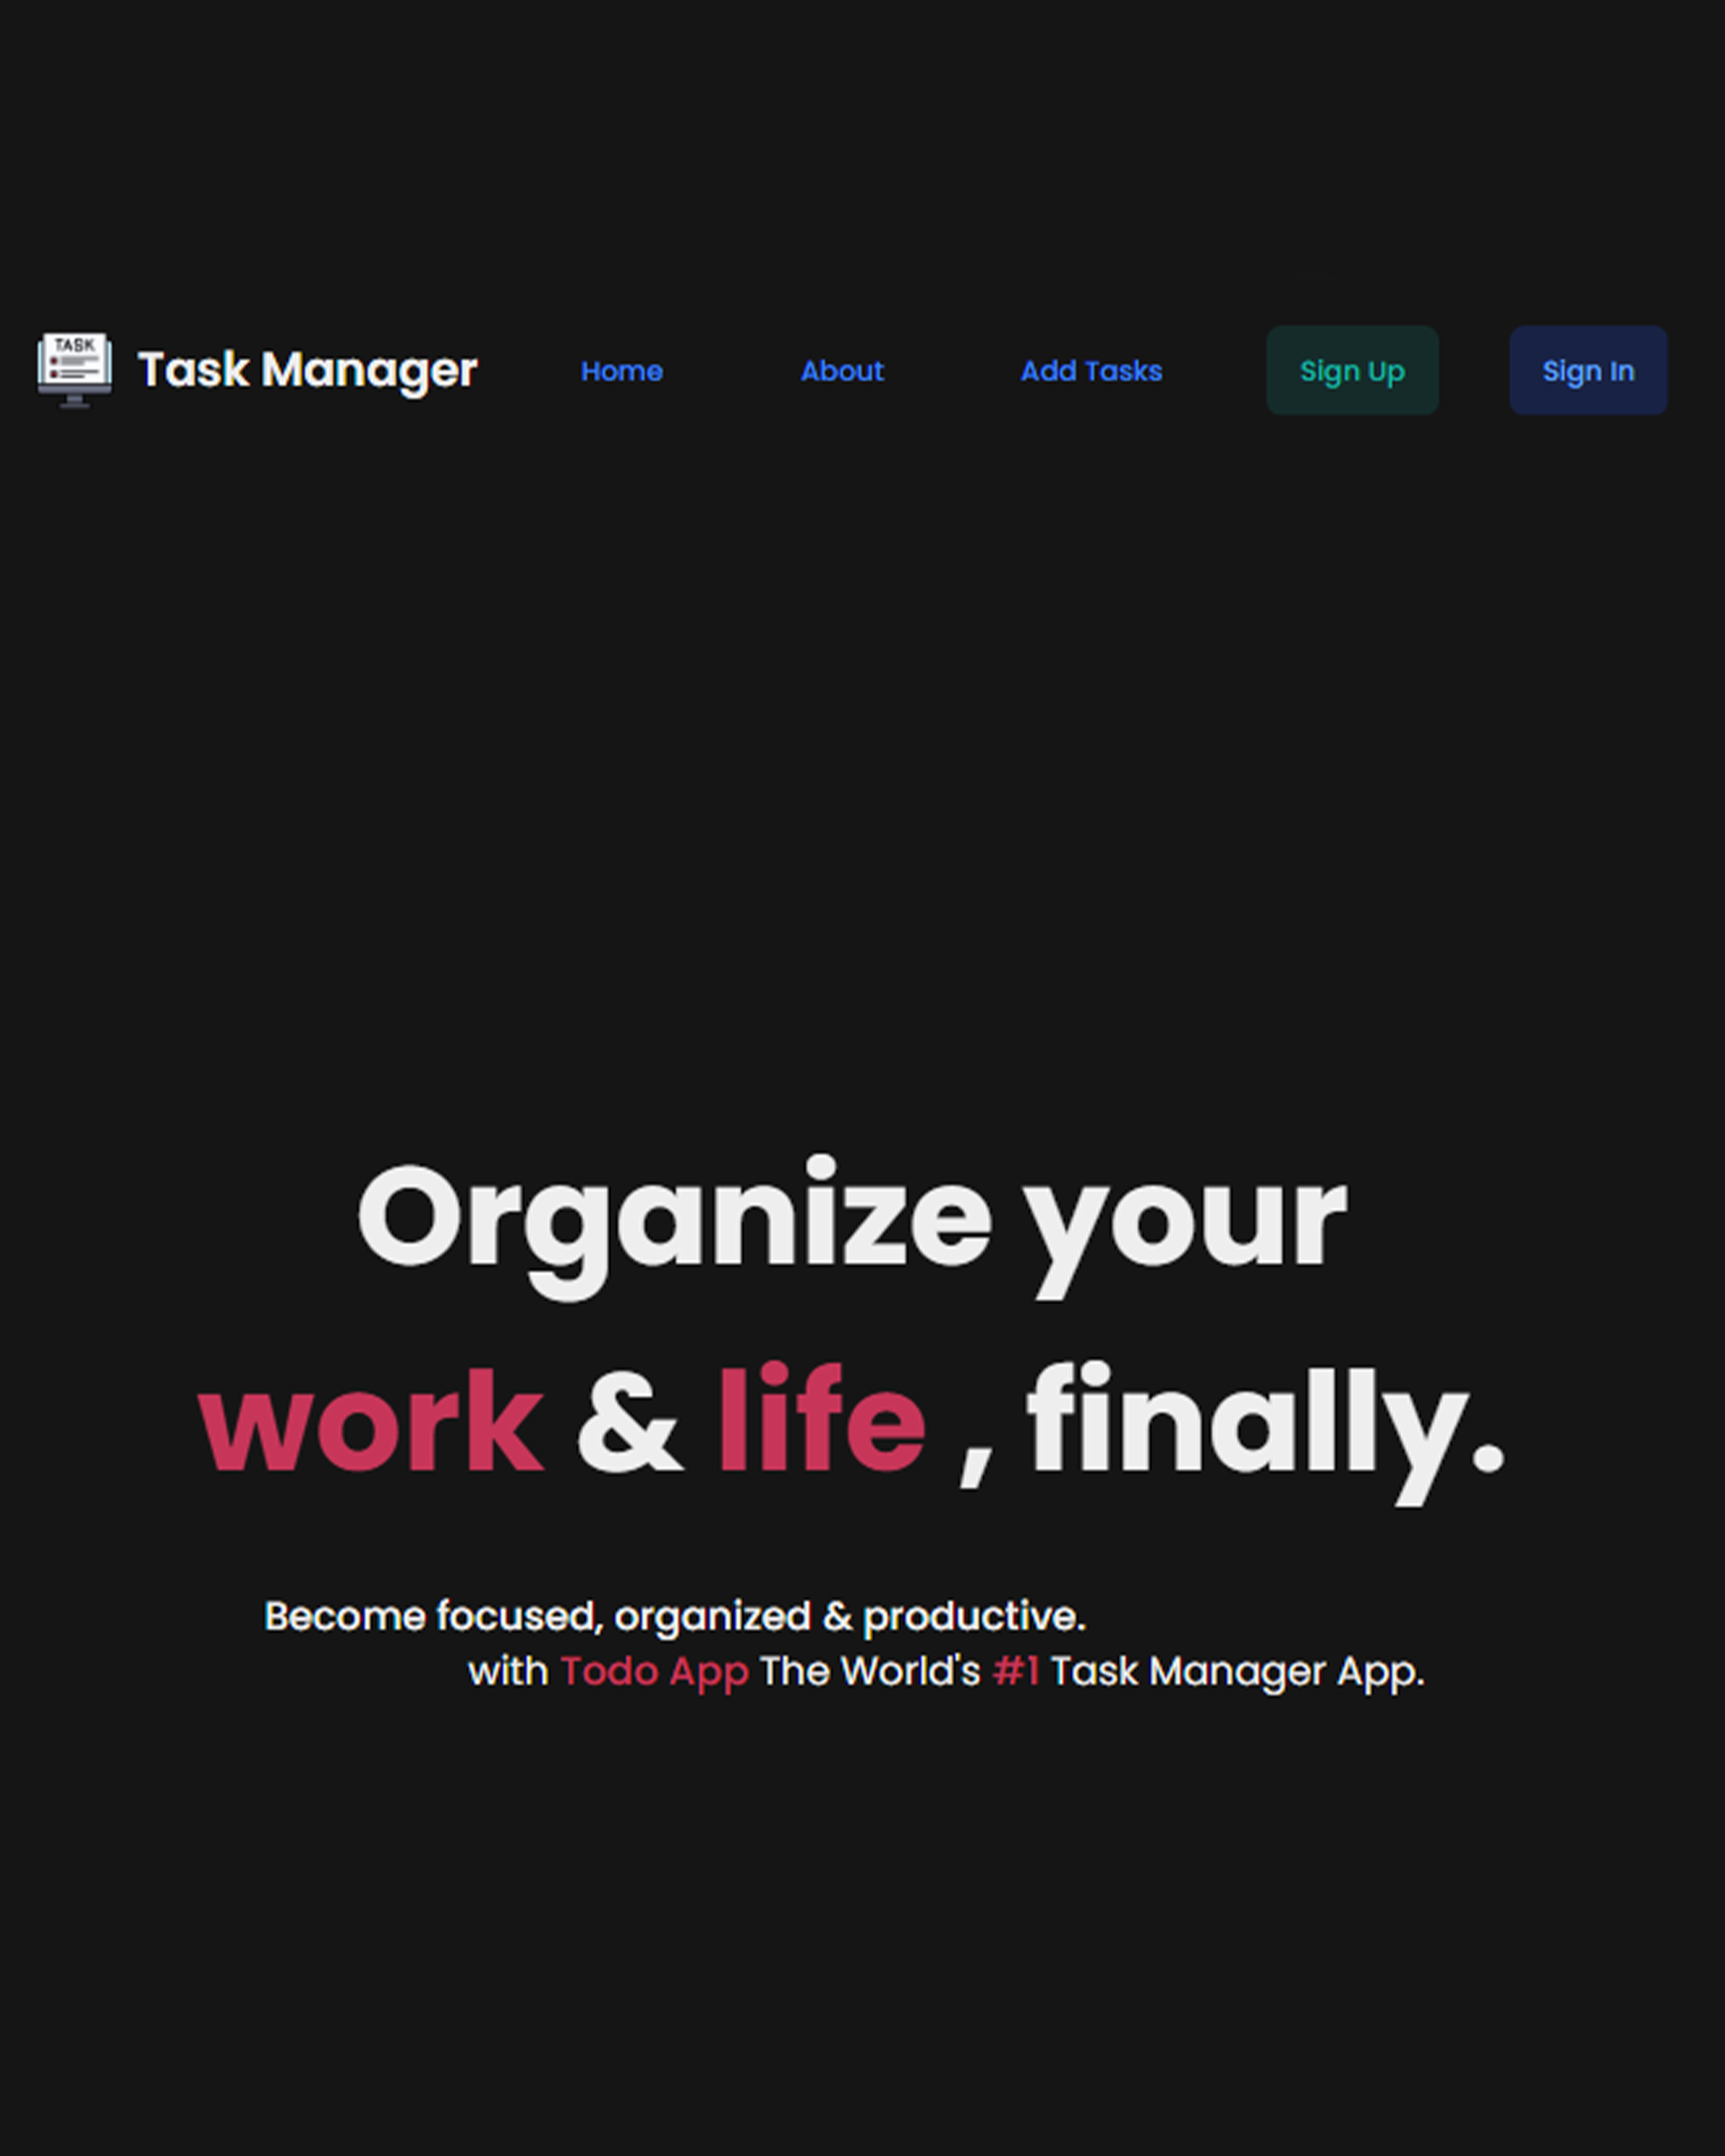 TASK
Task Manager Home About Add Tasks Sign Up Sign In
Organize your
work & life , finally.
Become focused, organized & productive.
with Todo App The World's #1 Task Manager App.